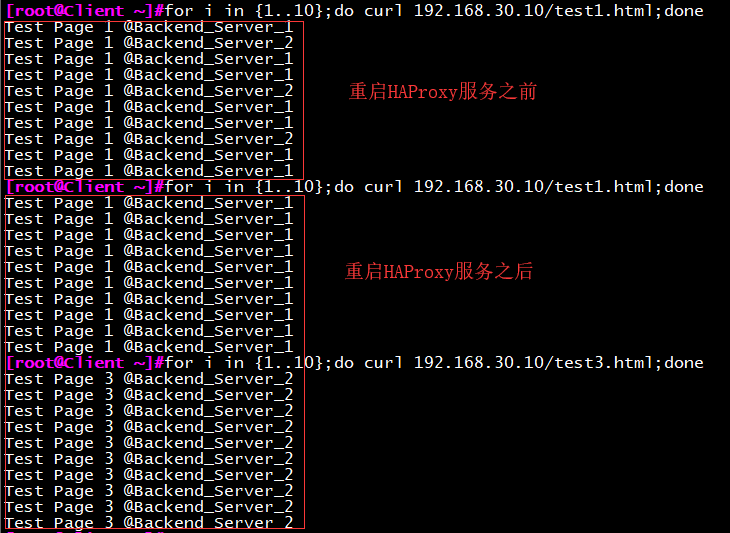 [root@Client ~]#for i in {1..10};do curl 192.168.30.10/test1.html;done
Test Page 1 @Backend_Server_1
Test Page 1 @Backend_Server_2
Test Page 1 @Backend_Server_1
Test Page 1 @Backend_Server_1
Test Page 1 @Backend_Server_2
重启HAProxy服务之前
Test Page 1 @Backend_Server_1
Test Page 1 @Backend_Server_1
Test Page 1 @Backend_Server_2
Test Page 1 @Backend_Server_1
Test Page 1 @Backend_Server_1
[root@Client ~]#for i in {1..10};do curl 192.168.30.10/test1.html;done
Test Page 1 @Backend_Server_1
Test Page 1 @Backend_Server_1
Test Page 1 @Backend_Server_1
Test Page 1 @Backend_Server_1
Test Page 1 @Backend_Server_1
重启HAProxy服务之后
Test Page 1 @Backend_Server_1
Test Page 1 @Backend_Server_1
Test Page 1 @Backend_Server_1
Test Page 1 @Backend_Server_1
Test Page 1 @Backend_Server_1
[root@Client ~]#for i in {1..10};do curl 192.168.30.10/test3.html;done
Test Page 3 @Backend_Server_2
Test Page 3 @Backend_Server_2
Test Page 3 @Backend_Server_2
Test Page 3 @Backend_Server_2
Test Page 3 @Backend_Server_2
Test Page 3 @Backend_Server_2
Test Page 3 @Backend_Server_2
Test Page 3 @Backend_Server_2
Test Page 3 @Backend_Server_2
Test Page 3 @Backend_Server_2